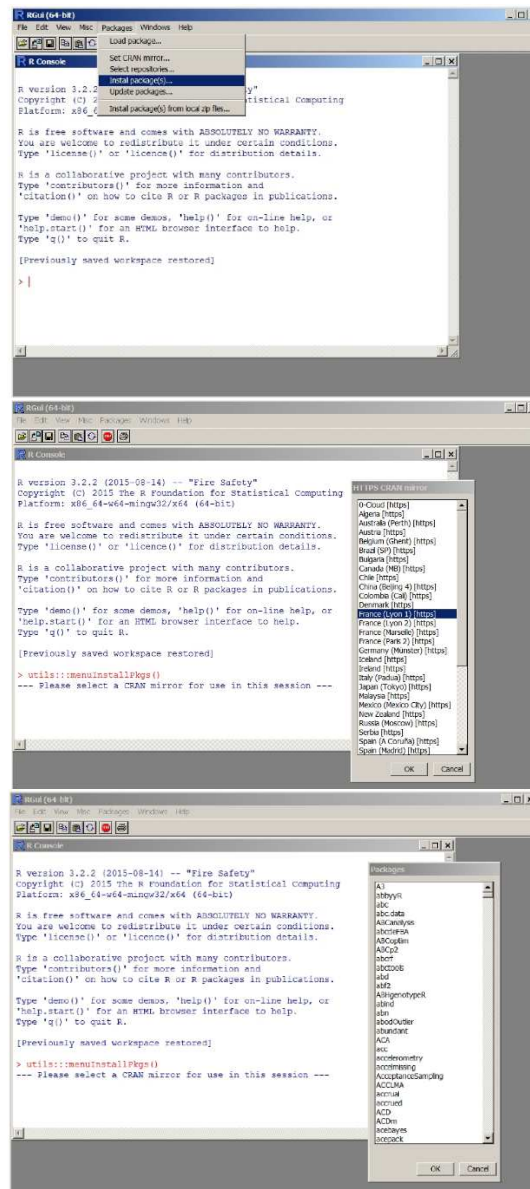 RGui (64-bit)
File Edit View Misc Packages Windows Help
Load package...
Set CRAN mirror...
Select repositories...
Install package(s)...
Update packages...
Install package(s) from local zip files...
R Console
R version 3.2.2
Copyright (C) 2
Platform: x86_6
R is free software and comes with ABSOLUTELY NO WARRANTY.
You are welcome to redistribute it under certain conditions.
Type 'license()' or 'licence()' for distribution details.
R is a collaborative project with many contributors.
Type 'contributors()' for more information and
'citation()' on how to cite R or R packages in publications.
Type 'demo()' for some demos, 'help()' for on-line help, or
'help.start()' for an HTML browser interface to help.
Type 'q()' to quit R.
[Previously saved workspace restored]
>
RGui (64-bit)
File Edit View Misc Packages Windows Help
R Console
R version 3.2.2 (2015-08-14) -- "Fire Safety"
Copyright (C) 2015 The R Foundation for Statistical Computing
Platform: x86_64-w64-mingw32/x64 (64-bit)
R is free software and comes with ABSOLUTELY NO WARRANTY.
You are welcome to redistribute it under certain conditions.
Type 'license()' or 'licence()' for distribution details.
R is a collaborative project with many contributors.
Type 'contributors()' for more information and
'citation()' on how to cite R or R packages in publications.
Type 'demo()' for some demos, 'help()' for on-line help, or
'help.start()' for an HTML browser interface to help.
Type 'q()' to quit R.
[Previously saved workspace restored]
> utils:::menuInstallPkgs()
--- Please select a CRAN mirror for use in this session ---
HTTPS CRAN mirror
0-Cloud [https]
Algeria [https]
Australia (Perth) [https]
Austria [https]
Belgium (Ghent) [https]
Brazil (SP) [https]
Bulgaria [https]
Canada (MB) [https]
Chile [https]
China (Beijing 4) [https]
Colombia (Cali) [https]
Denmark [https]
France (Lyon 1) [https]
France (Lyon 2) [https]
France (Marseille) [https]
France (Paris 2) [https]
Germany (Münster) [https]
Iceland [https]
Ireland [https]
Italy (Padua) [https]
Japan (Tokyo) [https]
Malaysia [https]
Mexico (Mexico City) [https]
New Zealand [https]
Russia (Moscow) [https]
Serbia [https]
Spain (A Coruña) [https]
Spain (Madrid) [https]
OK Cancel
RGui (64-bit)
File Edit View Misc Packages Windows Help
R Console
R version 3.2.2 (2015-08-14) -- "Fire Safety"
Copyright (C) 2015 The R Foundation for Statistical Computing
Platform: x86_64-w64-mingw32/x64 (64-bit)
R is free software and comes with ABSOLUTELY NO WARRANTY.
You are welcome to redistribute it under certain conditions.
Type 'license()' or 'licence()' for distribution details.
R is a collaborative project with many contributors.
Type 'contributors()' for more information and
'citation()' on how to cite R or R packages in publications.
Type 'demo()' for some demos, 'help()' for on-line help, or
'help.start()' for an HTML browser interface to help.
Type 'q()' to quit R.
[Previously saved workspace restored]
> utils:::menuInstallPkgs()
--- Please select a CRAN mirror for use in this session ---
Packages
A3
abbyyR
abc
abc.data
ABCanalysis
abcdeFBA
ABCoptim
ABCp2
abcrf
abctools
abd
abf2
ABHgenotypeR
abind
abn
abodOutlier
abundant
ACA
acc
accelerometry
accelmissing
AcceptanceSampling
ACCLMA
accrual
accrued
ACD
ACDm
acebayes
acepack
OK Cancel